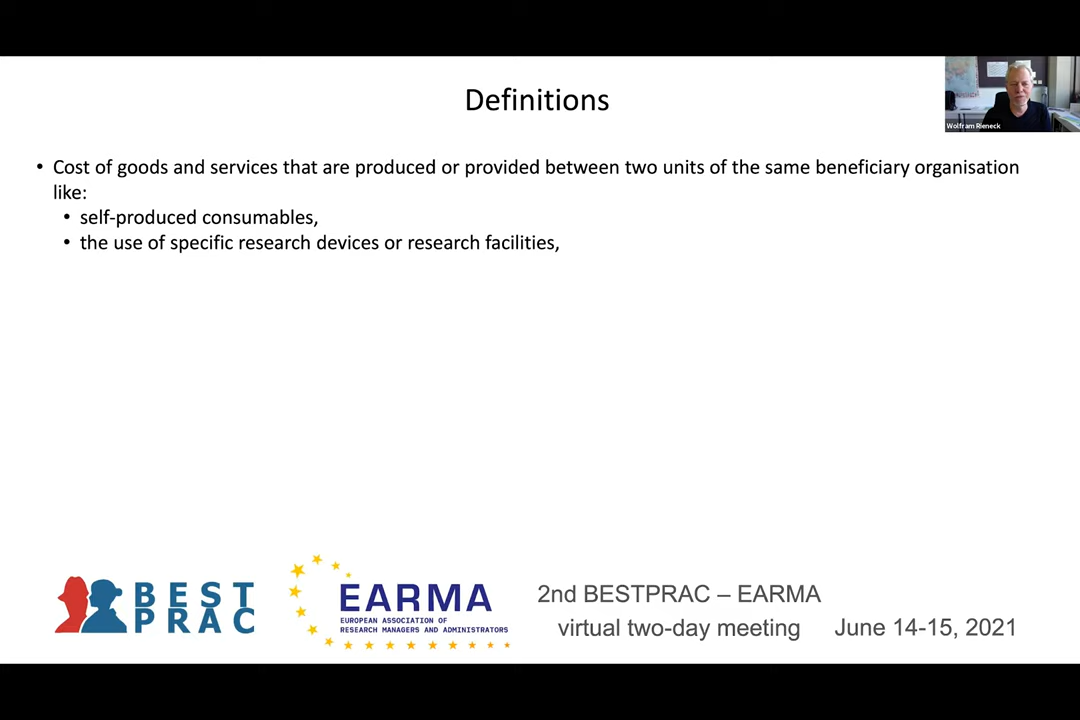 Definitions
Wolfram Rieneck
• Cost of goods and services that are produced or provided between two units of the same beneficiary organisation
like:
• self-produced consumables,
• the use of specific research devices or research facilities,
BEST
PRAC
EARMA
EUROPEAN ASSOCIATION OF
RESEARCH MANAGERS AND ADMINISTRATORS
2nd BESTPRAC – EARMA
virtual two-day meeting June 14-15, 2021